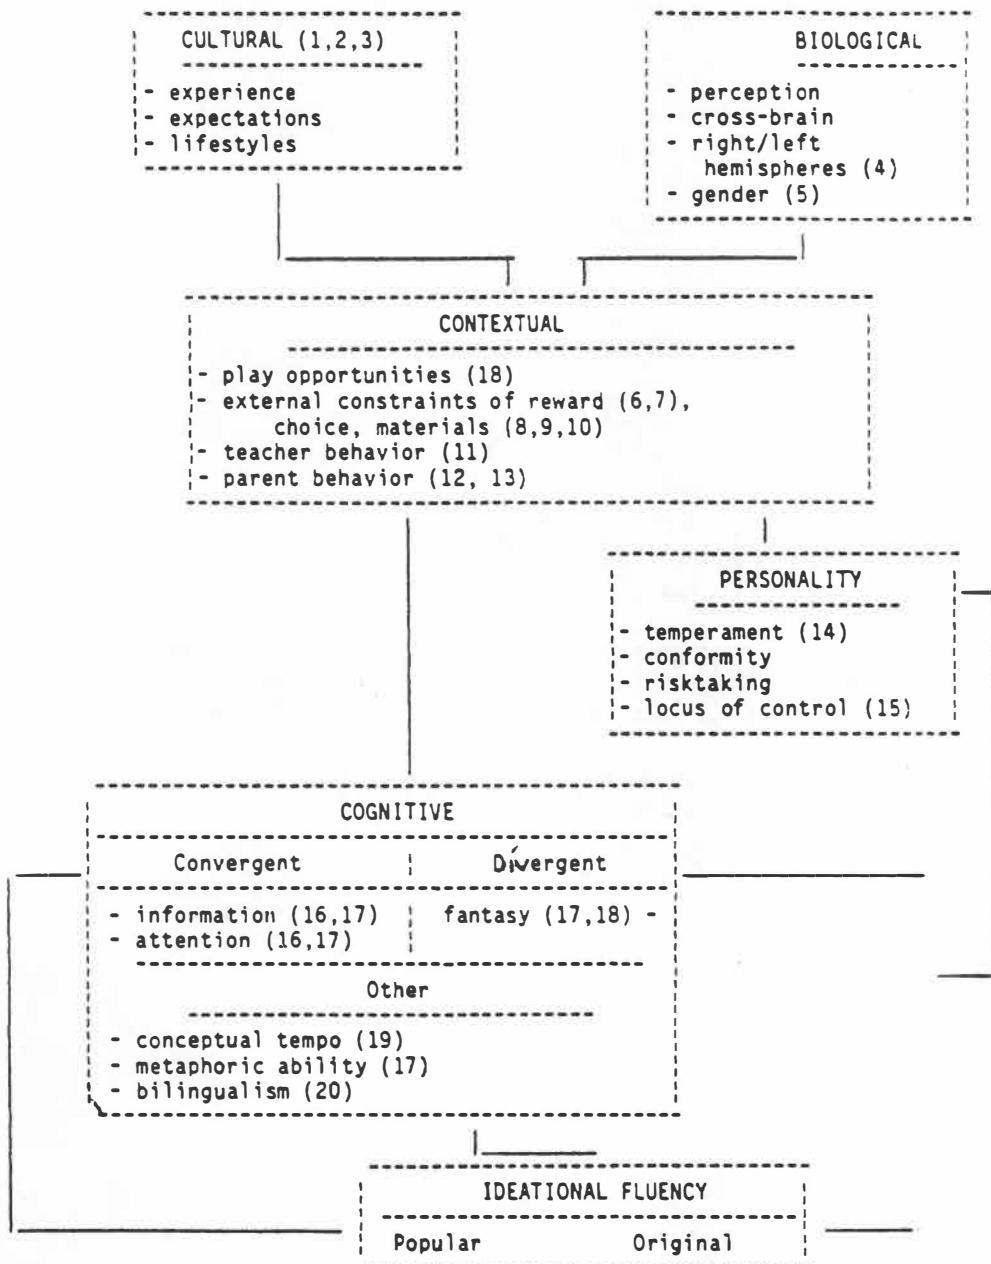 CULTURAL (1,2,3)
- experience
- expectations
- lifestyles
BIOLOGICAL
- perception
- cross-brain
- right/left
hemispheres (4)
- gender (5)
CONTEXTUAL
- play opportunities (18)
- external constraints of reward (6,7),
choice, materials (8,9,10)
- teacher behavior (11)
- parent behavior (12, 13)
PERSONALITY
- temperament (14)
- conformity
- risktaking
- locus of control (15)
COGNITIVE
Convergent
Divergent
- information (16,17)
- attention (16,17)
fantasy (17,18) -
Other
- conceptual tempo (19)
- metaphoric ability (17)
- bilingualism (20)
IDEATIONAL FLUENCY
Popular Original